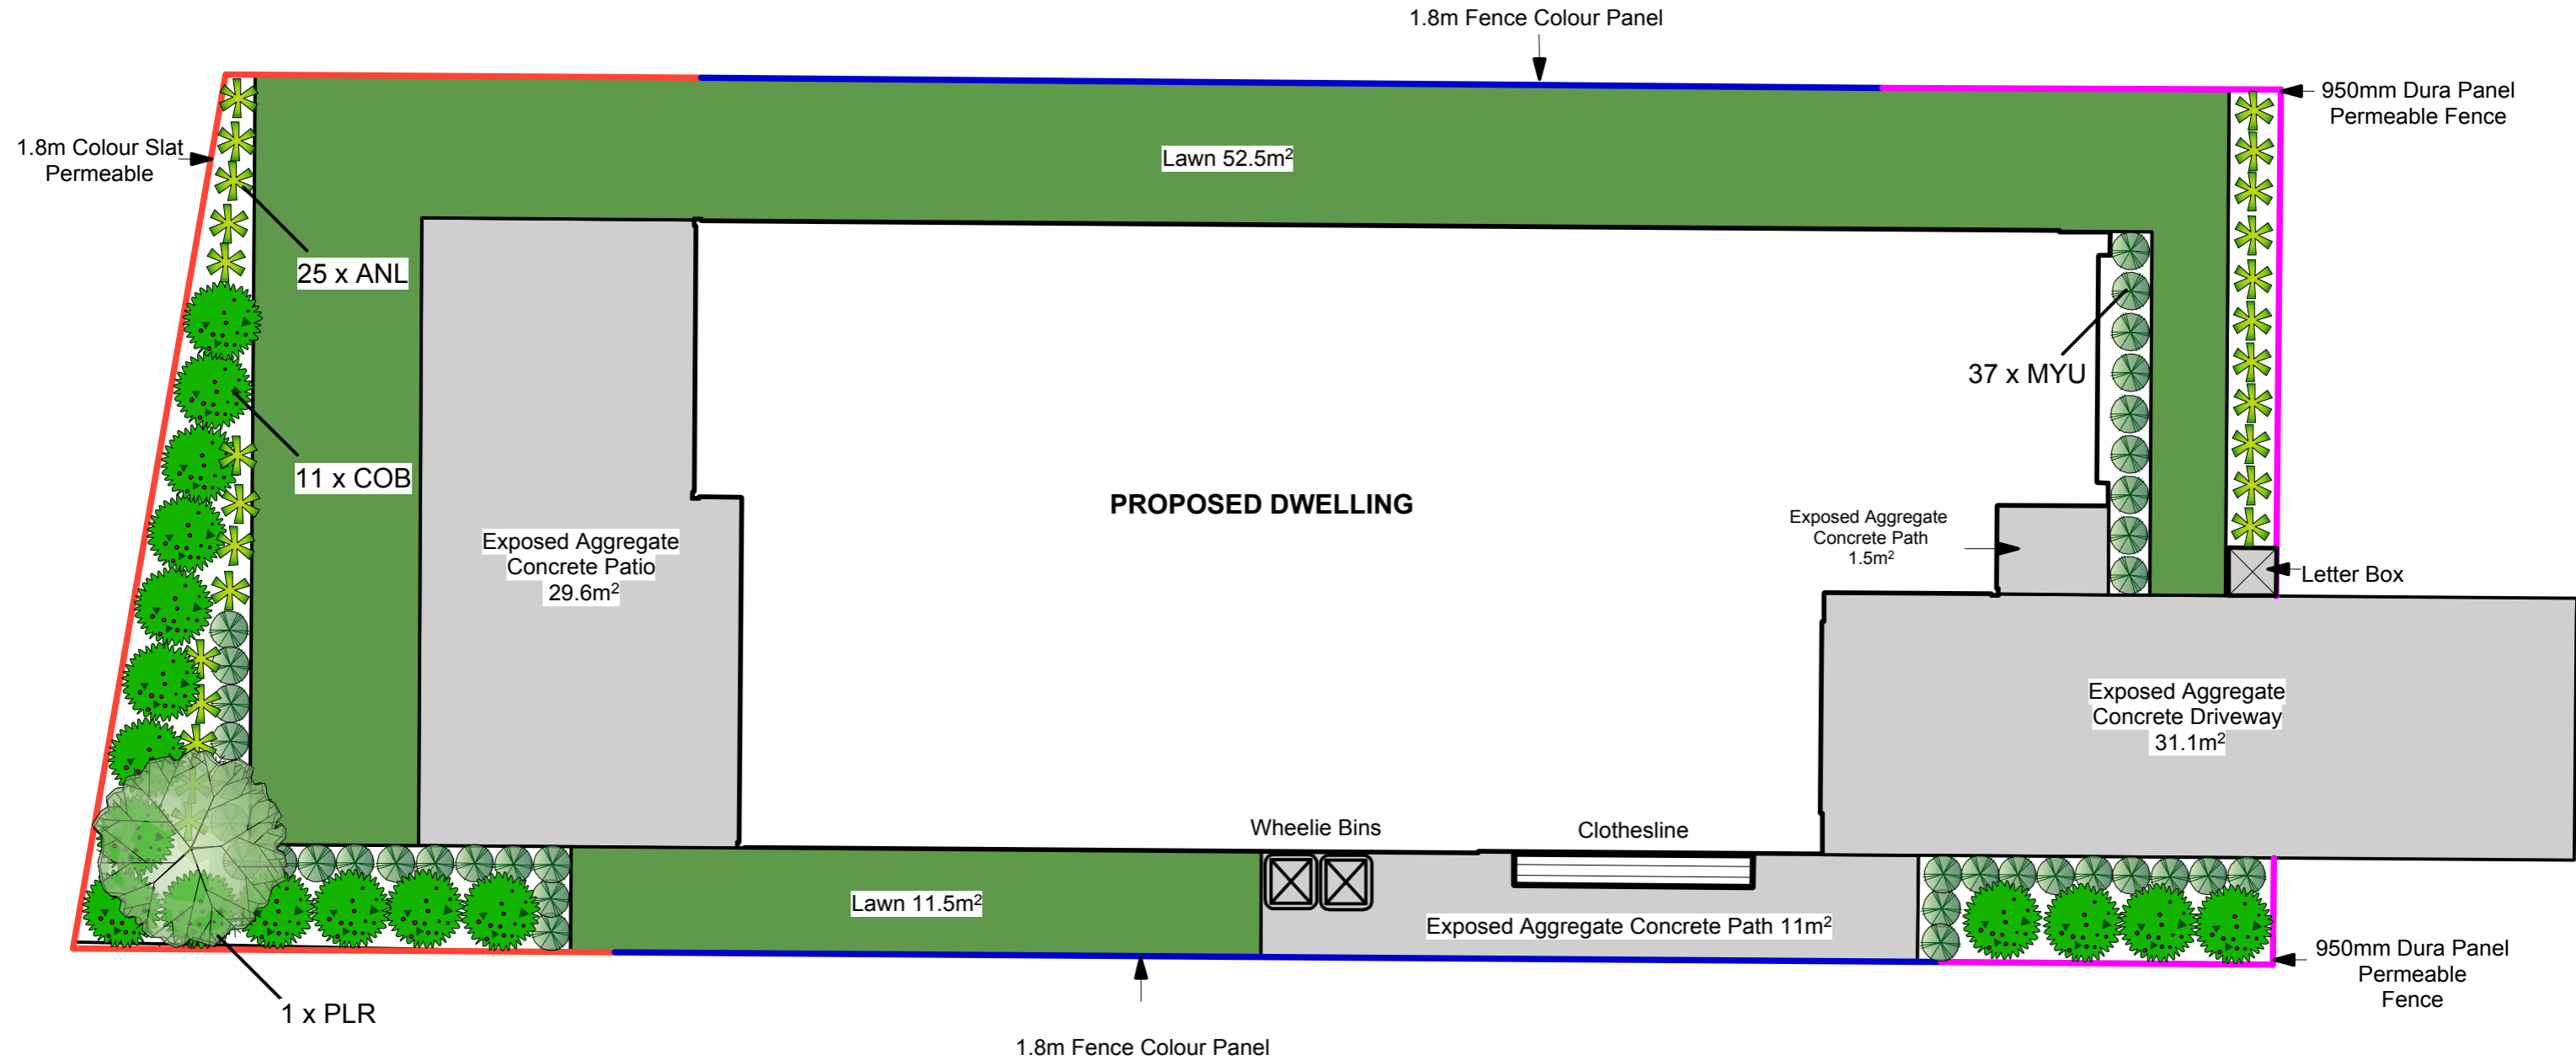 1.8m Fence Colour Panel
950mm Dura Panel
Permeable Fence
1.8m Colour Slat
Permeable
Lawn 52.5m²
25 x ANL
37 x MYU
11 x COB
PROPOSED DWELLING
Exposed Aggregate
Concrete Path
1.5m²
Exposed Aggregate
Concrete Patio
29.6m²
Letter Box
Exposed Aggregate
Concrete Driveway
31.1m²
Wheelie Bins
Clothesline
Lawn 11.5m²
Exposed Aggregate Concrete Path 11m²
950mm Dura Panel
Permeable
Fence
1 x PLR
1.8m Fence Colour Panel